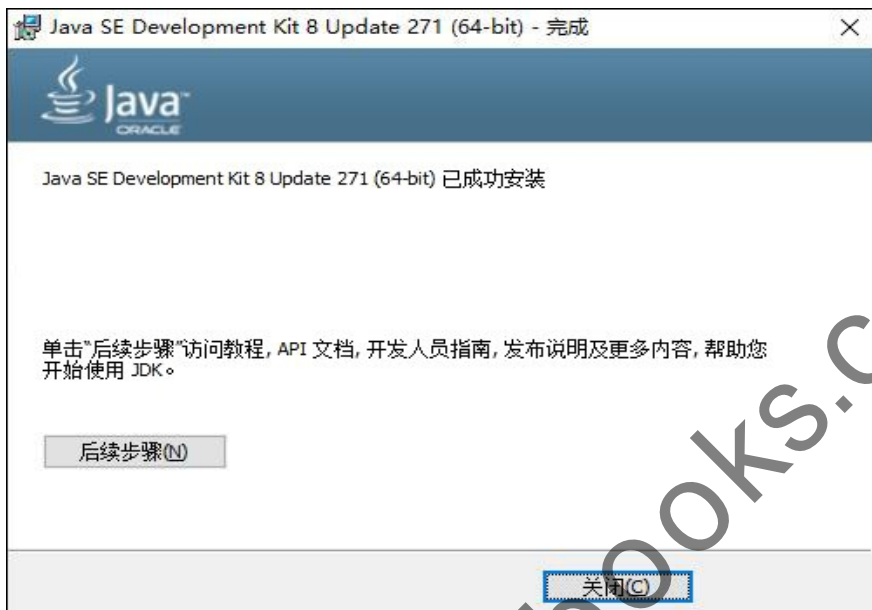 Java SE Development Kit 8 Update 271 (64-bit) - 完成
Java™
ORACLE
Java SE Development Kit 8 Update 271 (64-bit) 已成功安装
单击"后续步骤"访问教程, API 文档, 开发人员指南, 发布说明及更多内容, 帮助您
开始使用 JDK。
后续步骤(N)
关闭(C)
ooks.c